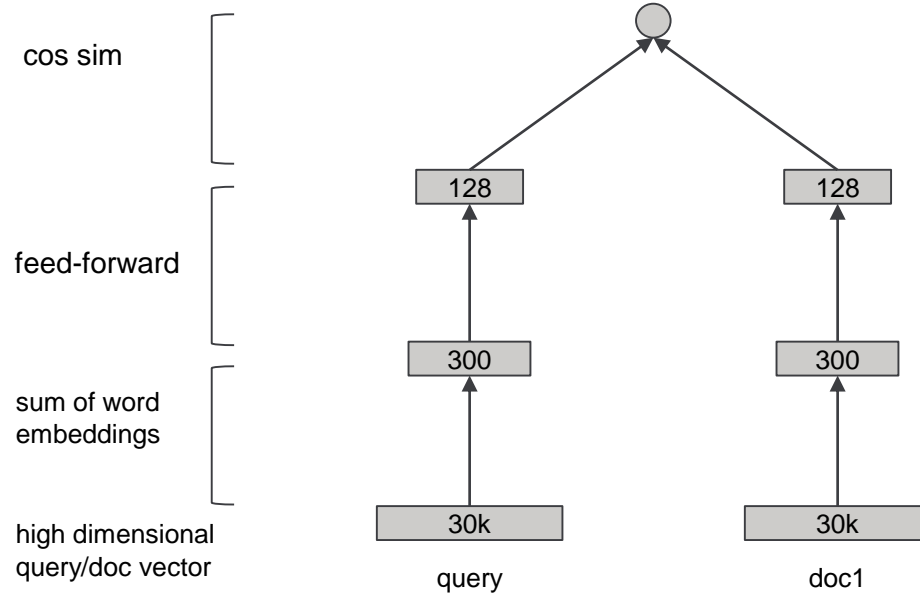 cos sim
128
128
feed-forward
300
300
sum of word
embeddings
30k
30k
high dimensional
query/doc vector
query
doc1